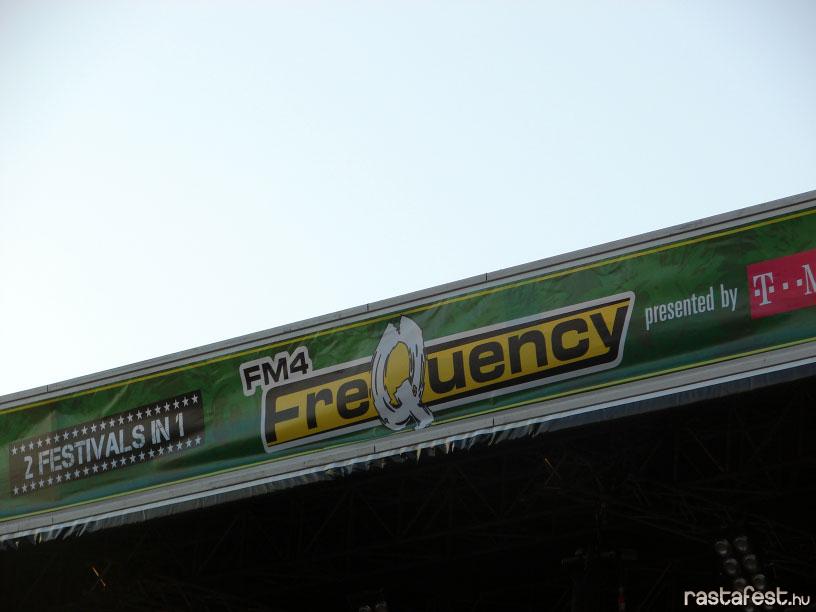 2 FESTIVALS IN 1
FM4
FreQuency
presented by
T··M
rastafest.hu